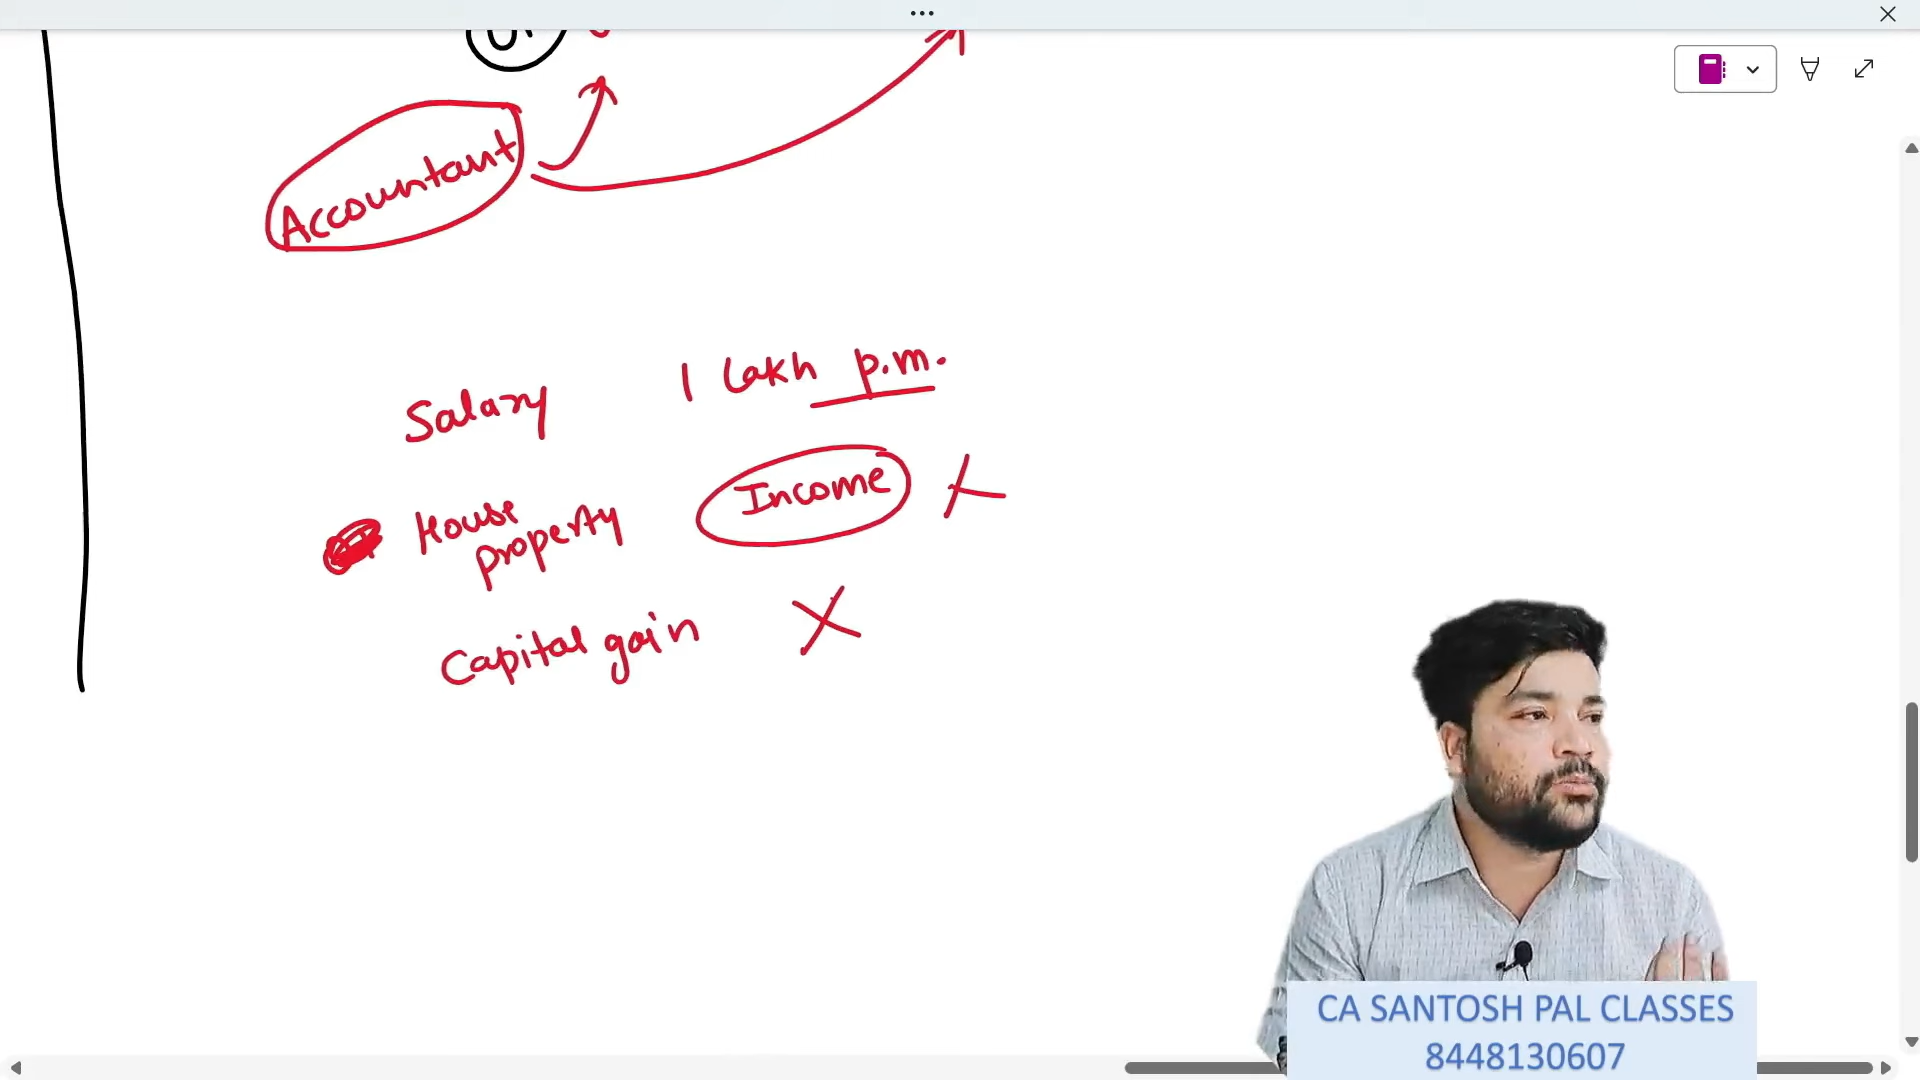 Accountant
Salary 1 Lakh p.m.
House property Income X
Capital gain X
CA SANTOSH PAL CLASSES
8448130607